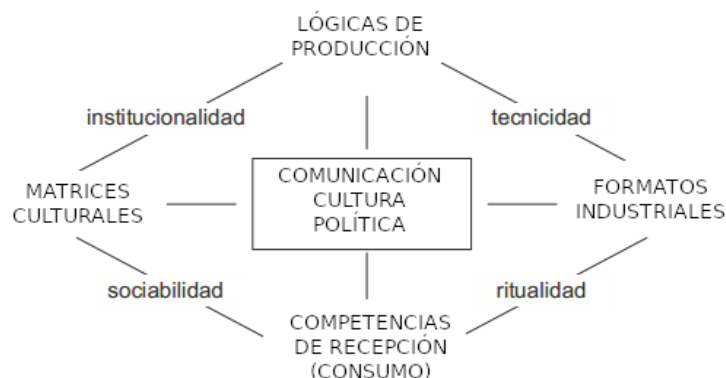 LÓGICAS DE
PRODUCCIÓN
institucionalidad
tecnicidad
MATRICES
CULTURALES
COMUNICACIÓN
CULTURA
POLÍTICA
FORMATOS
INDUSTRIALES
sociabilidad
ritualidad
COMPETENCIAS
DE RECEPCIÓN
(CONSUMO)